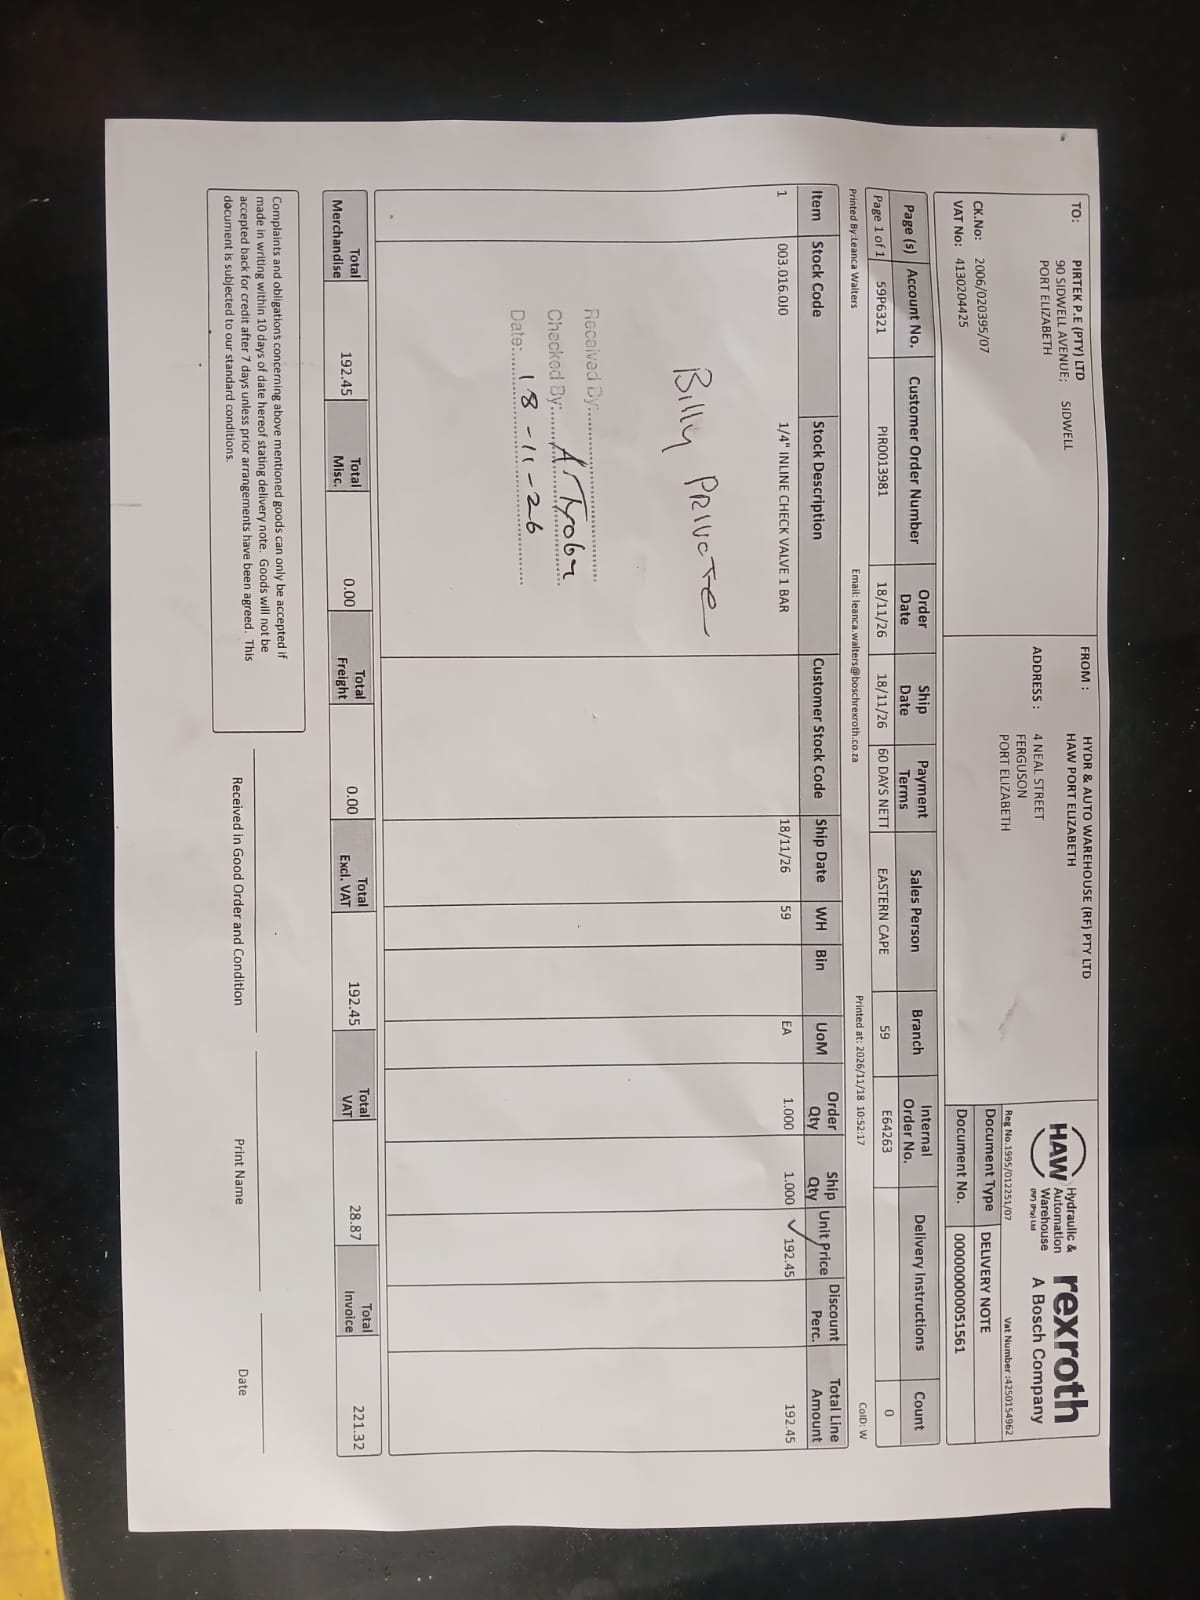 TO: PIRTEK P.E (PTY) LTD
90 SIDWELL AVENUE; SIDWELL
PORT ELIZABETH
CK.No: 2006/020395/07
VAT No: 4130204425
FROM : HYDR & AUTO WAREHOUSE (RF) PTY LTD
HAW PORT ELIZABETH
ADDRESS : 4 NEAL STREET
FERGUSON
PORT ELIZABETH
HAW Hydraulic & Automation Warehouse (RF) (Pty) Ltd
rexroth
A Bosch Company
Reg No.1995/012251/07 Vat Number :4250154962
Document Type DELIVERY NOTE
Document No. 0000000000051561
Page (s) Account No. Customer Order Number Order Date Ship Date Payment Terms Sales Person Branch Internal Order No. Delivery Instructions Count
Page 1 of 1 59P6321 PIR0013981 18/11/26 18/11/26 60 DAYS NETT EASTERN CAPE 59 E64263 0
Printed By:Leanca Walters Email: leanca.walters@boschrexroth.co.za Printed at: 2026/11/18 10:52:17 ColD: W
Item Stock Code Stock Description Customer Stock Code Ship Date WH Bin UoM Order Qty Ship Qty Unit Price Discount Perc. Total Line Amount
1 003.016.0J0 1/4" INLINE CHECK VALVE 1 BAR 18/11/26 59 EA 1.000 1.000 192.45 192.45
Billy PRIVATE
Received By:
Checked By:
Date: 18-11-26
Total Merchandise 192.45 Total Misc. 0.00 Total Freight 0.00 Total Excl. VAT 192.45 Total VAT 28.87 Total Invoice 221.32
Complaints and obligations concerning above mentioned goods can only be accepted if
made in writing within 10 days of date hereof stating delivery note. Goods will not be
accepted back for credit after 7 days unless prior arrangements have been agreed. This
document is subjected to our standard conditions.
Received in Good Order and Condition Print Name Date